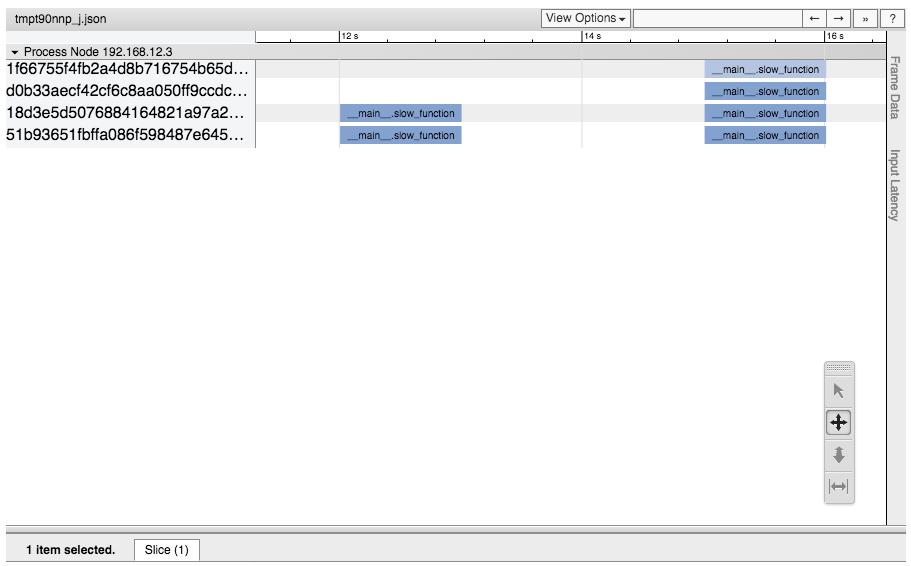 tmpt90nnp_j.json View Options ← → » ?
12 s 14 s 16 s
Process Node 192.168.12.3
1f66755f4fb2a4d8b716754b65d… __main__.slow_function
d0b33aecf42cf6c8aa050ff9ccdc… __main__.slow_function
18d3e5d5076884164821a97a2… __main__.slow_function __main__.slow_function
51b93651fbffa086f598487e645… __main__.slow_function __main__.slow_function
Frame Data
Input Latency
1 item selected. Slice (1)